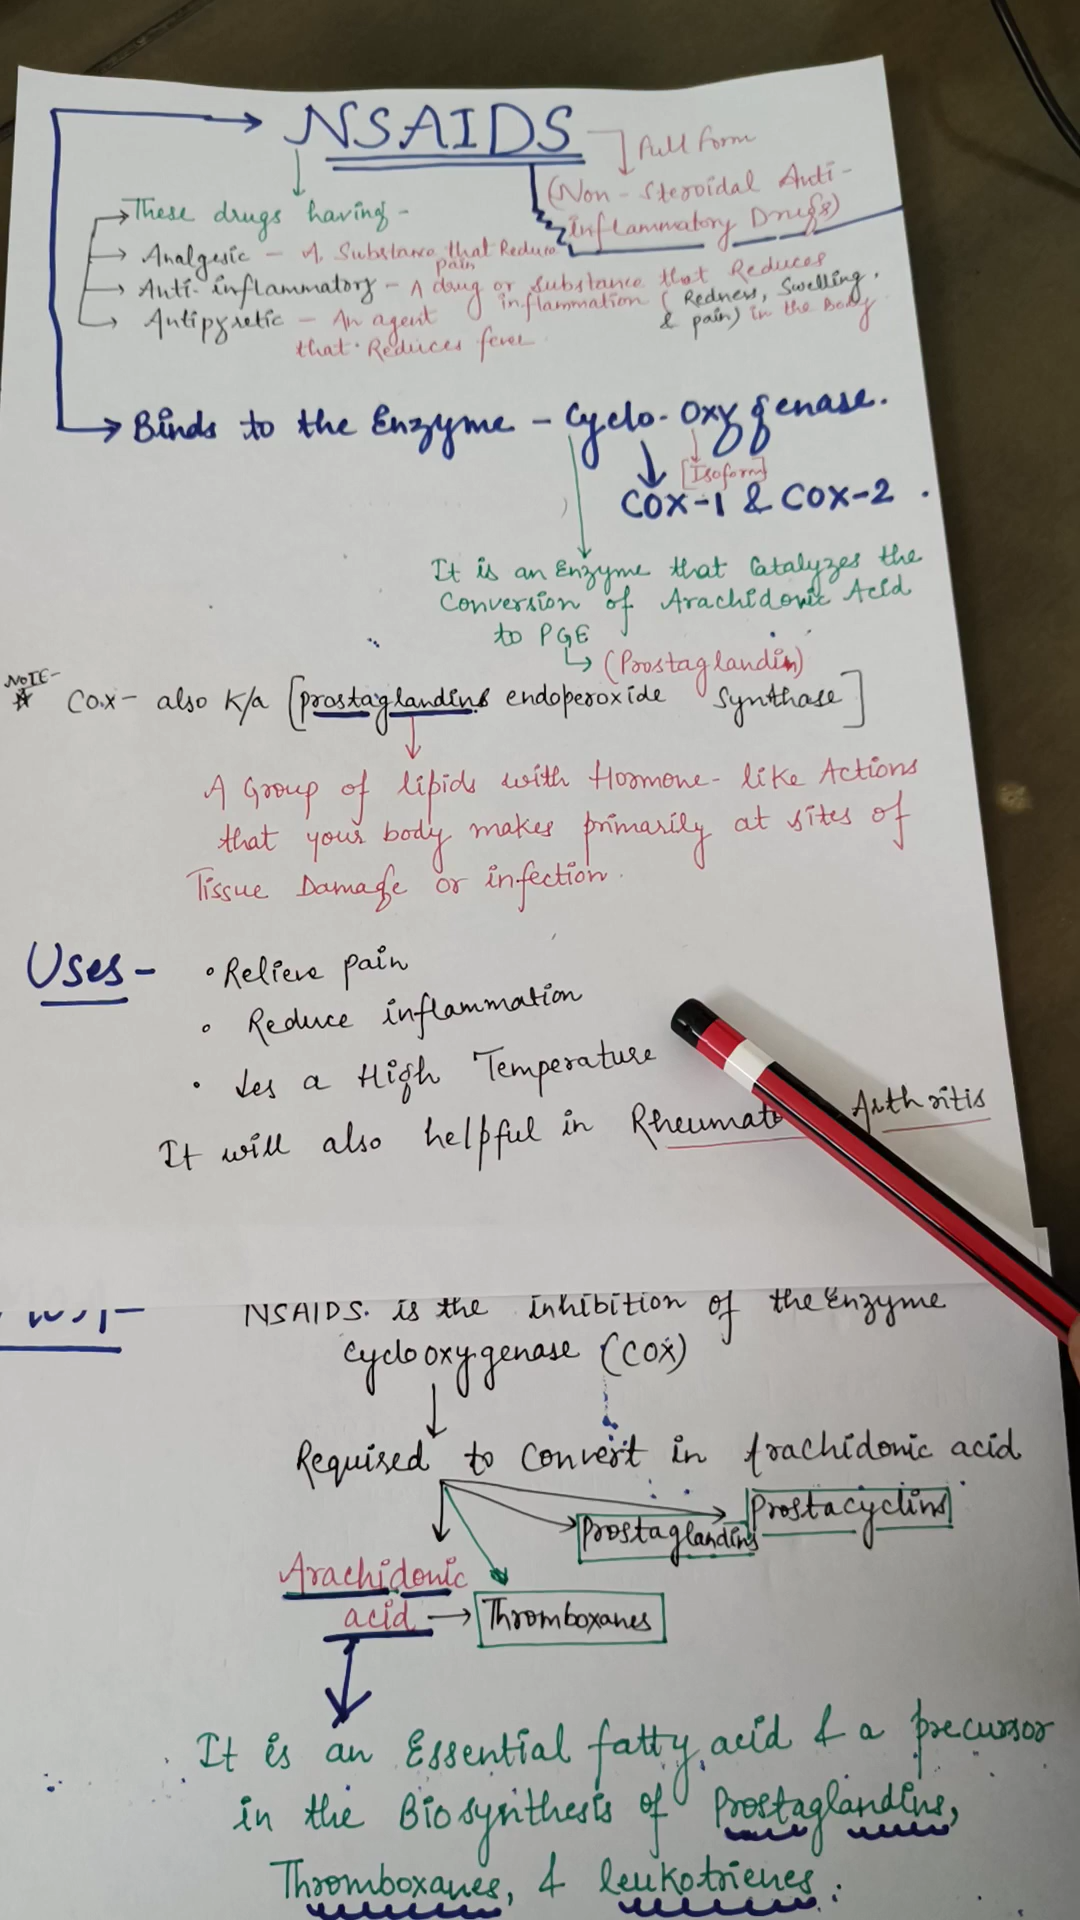 NSAIDS
Full form
(Non-Steroidal Anti-
inflammatory Drugs)
These drugs having-
Analgesic - A Substance that Reduce
pain
Anti-inflammatory - A drug or Substance that Reduces
inflammation ( Redness, Swelling,
& pain) in the Body
Antipyretic - An agent
that Reduces fever.
Binds to the Enzyme - Cyclo-Oxygenase.
[Isoform]
COX-1 & COX-2.
It is an Enzyme that Catalyzes the
Conversion of Arachidonic Acid
to PGE
(Prostaglandin)
NOTE-
COX- also K/a [prostaglandins endoperoxide Synthase]
A Group of lipids with Hormone-like Actions
that your body makes primarily at sites of
Tissue Damage or infection.
Uses-
• Relieve pain
• Reduce inflammation
• Les a High Temperature
It will also helpful in Rheumat Arthritis
NSAIDS. is the inhibition of the Enzyme
Cyclooxygenase (COX)
Required to Convert in Arachidonic acid
Prostacyclins
Prostaglandins
Arachidonic
acid → Thromboxanes
It is an Essential fatty acid & a precursor
in the Biosynthesis of Prostaglandins,
Thromboxanes, & leukotrienes.